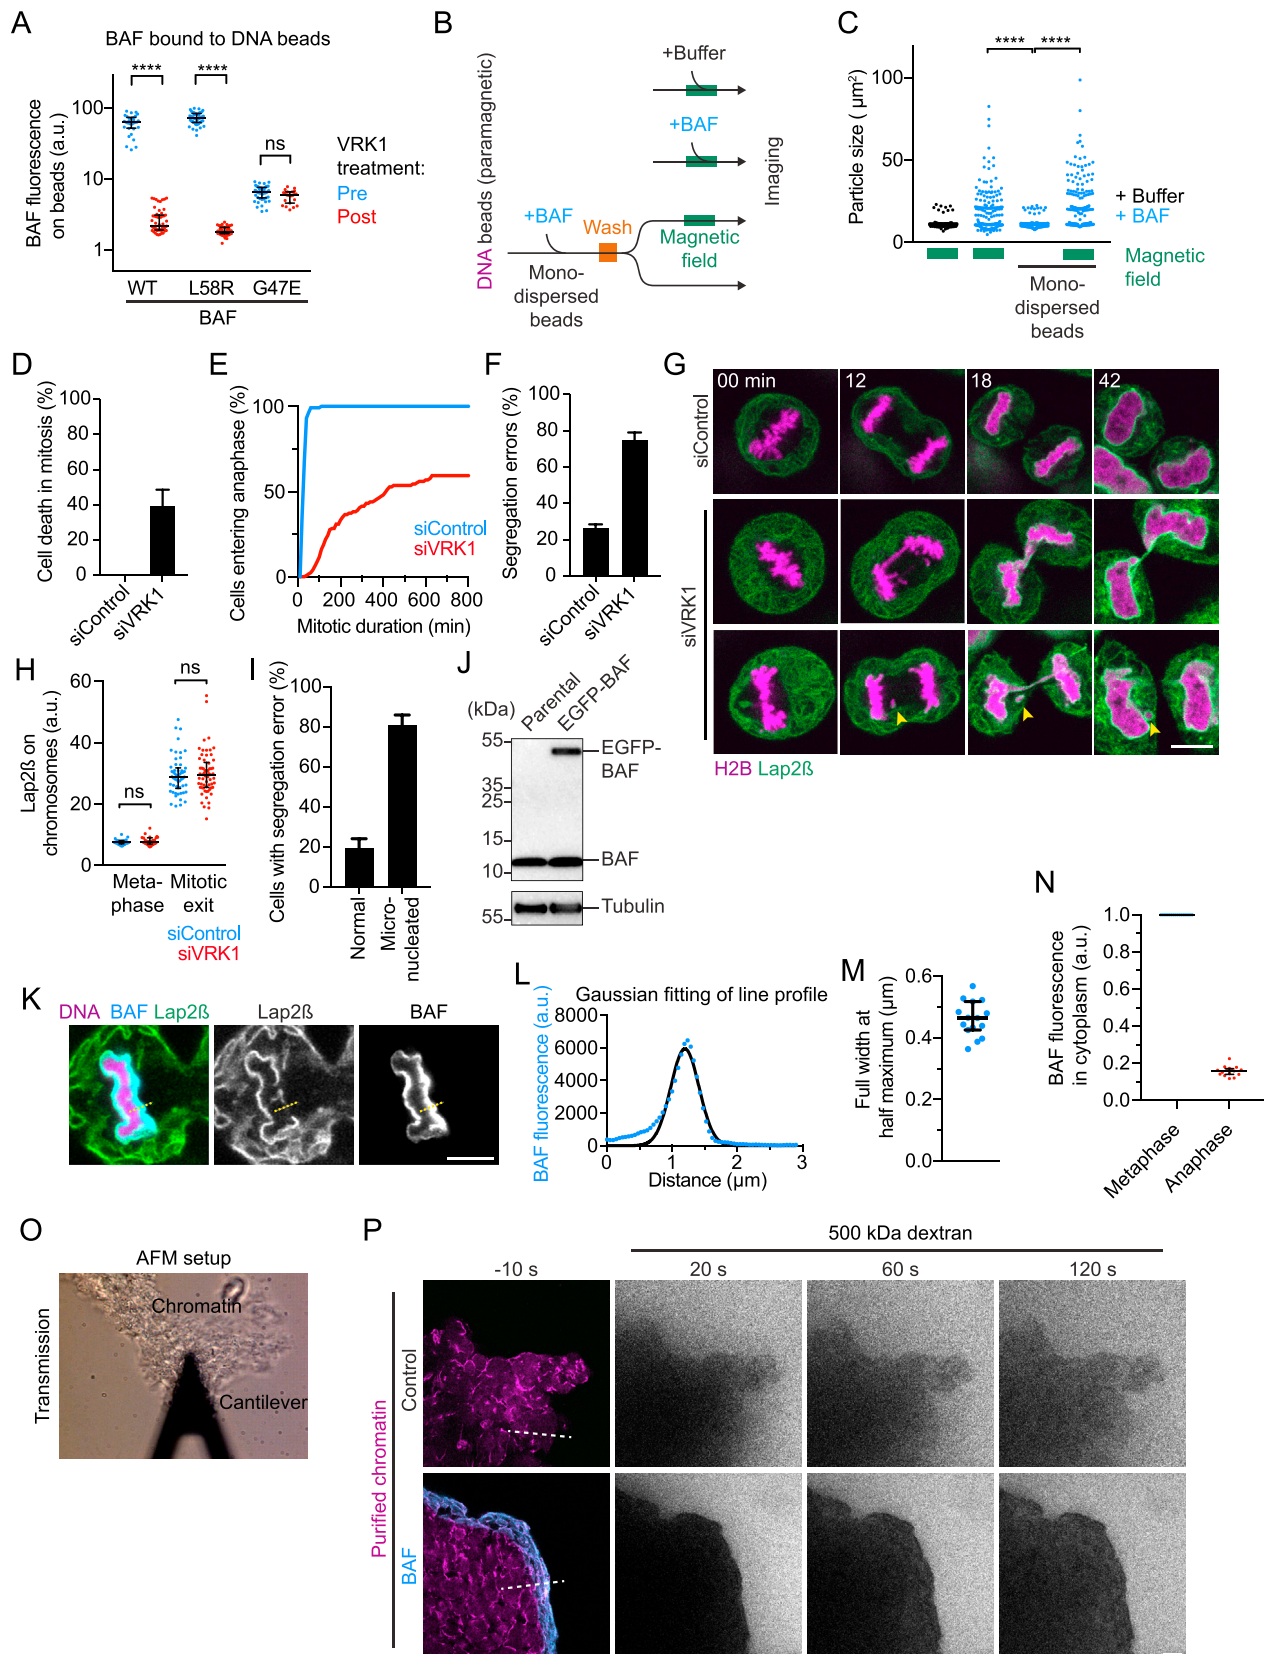 A
BAF bound to DNA beads
BAF fluorescence
on beads (a.u.)
100
10
1
****
****
ns
WT
L58R
G47E
BAF
VRK1
treatment:
Pre
Post
B
DNA beads (paramagnetic)
+Buffer
+BAF
+BAF
Wash
Magnetic
field
Mono-
dispersed
beads
Imaging
C
Particle size ( µm²)
100
50
0
****
****
+ Buffer
+ BAF
Magnetic
field
Mono-
dispersed
beads
D
Cell death in mitosis (%)
100
80
60
40
20
0
siControl
siVRK1
E
Cells entering anaphase (%)
100
50
0
0
200
400
600
800
Mitotic duration (min)
siControl
siVRK1
F
Segregation errors (%)
100
80
60
40
20
0
siControl
siVRK1
G
00 min
12
18
42
siControl
siVRK1
H2B Lap2ß
H
Lap2ß on
chromosomes (a.u.)
60
40
20
0
ns
ns
Meta-
phase
Mitotic
exit
siControl
siVRK1
I
Cells with segregation error (%)
100
80
60
40
20
0
Normal
Micro-
nucleated
J
(kDa)
Parental
EGFP-BAF
55
35
25
15
10
55
EGFP-
BAF
BAF
Tubulin
K
DNA BAF Lap2ß
Lap2ß
BAF
L
Gaussian fitting of line profile
BAF fluorescence (a.u.)
8000
6000
4000
2000
0
0
1
2
3
Distance (µm)
M
Full width at
half maximum (µm)
0.6
0.4
0.2
0.0
N
BAF fluorescence
in cytoplasm (a.u.)
1.0
0.8
0.6
0.4
0.2
0.0
Metaphase
Anaphase
O
AFM setup
Transmission
Chromatin
Cantilever
P
500 kDa dextran
-10 s
20 s
60 s
120 s
Purified chromatin
Control
BAF